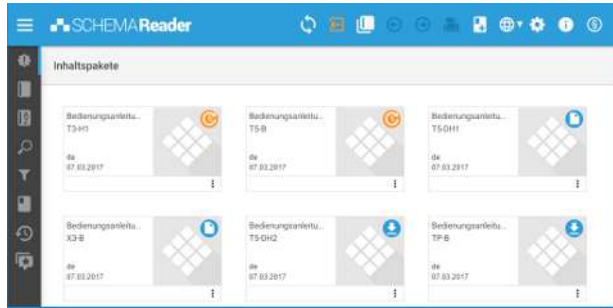 SCHEMAReader
Inhaltspakete
Bedienungsanleitu...
T3-H1
de
07.03.2017
Bedienungsanleitu...
T5-B
de
07.03.2017
Bedienungsanleitu...
T5-DH1
de
07.03.2017
Bedienungsanleitu...
X3-B
de
07.03.2017
Bedienungsanleitu...
T5-DH2
de
07.03.2017
Bedienungsanleitu...
TP-B
de
07.03.2017